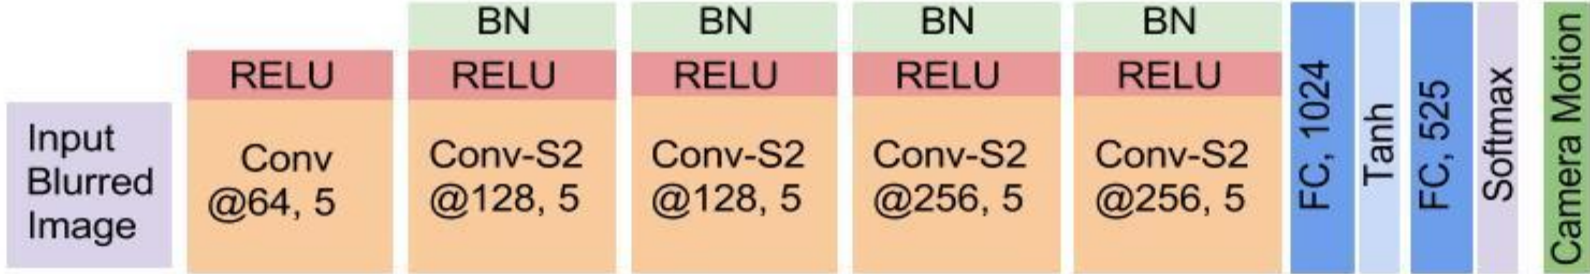 Input
Blurred
Image
RELU
Conv
@64, 5
BN
RELU
Conv-S2
@128, 5
BN
RELU
Conv-S2
@128, 5
BN
RELU
Conv-S2
@256, 5
BN
RELU
Conv-S2
@256, 5
FC, 1024
Tanh
FC, 525
Softmax
Camera Motion